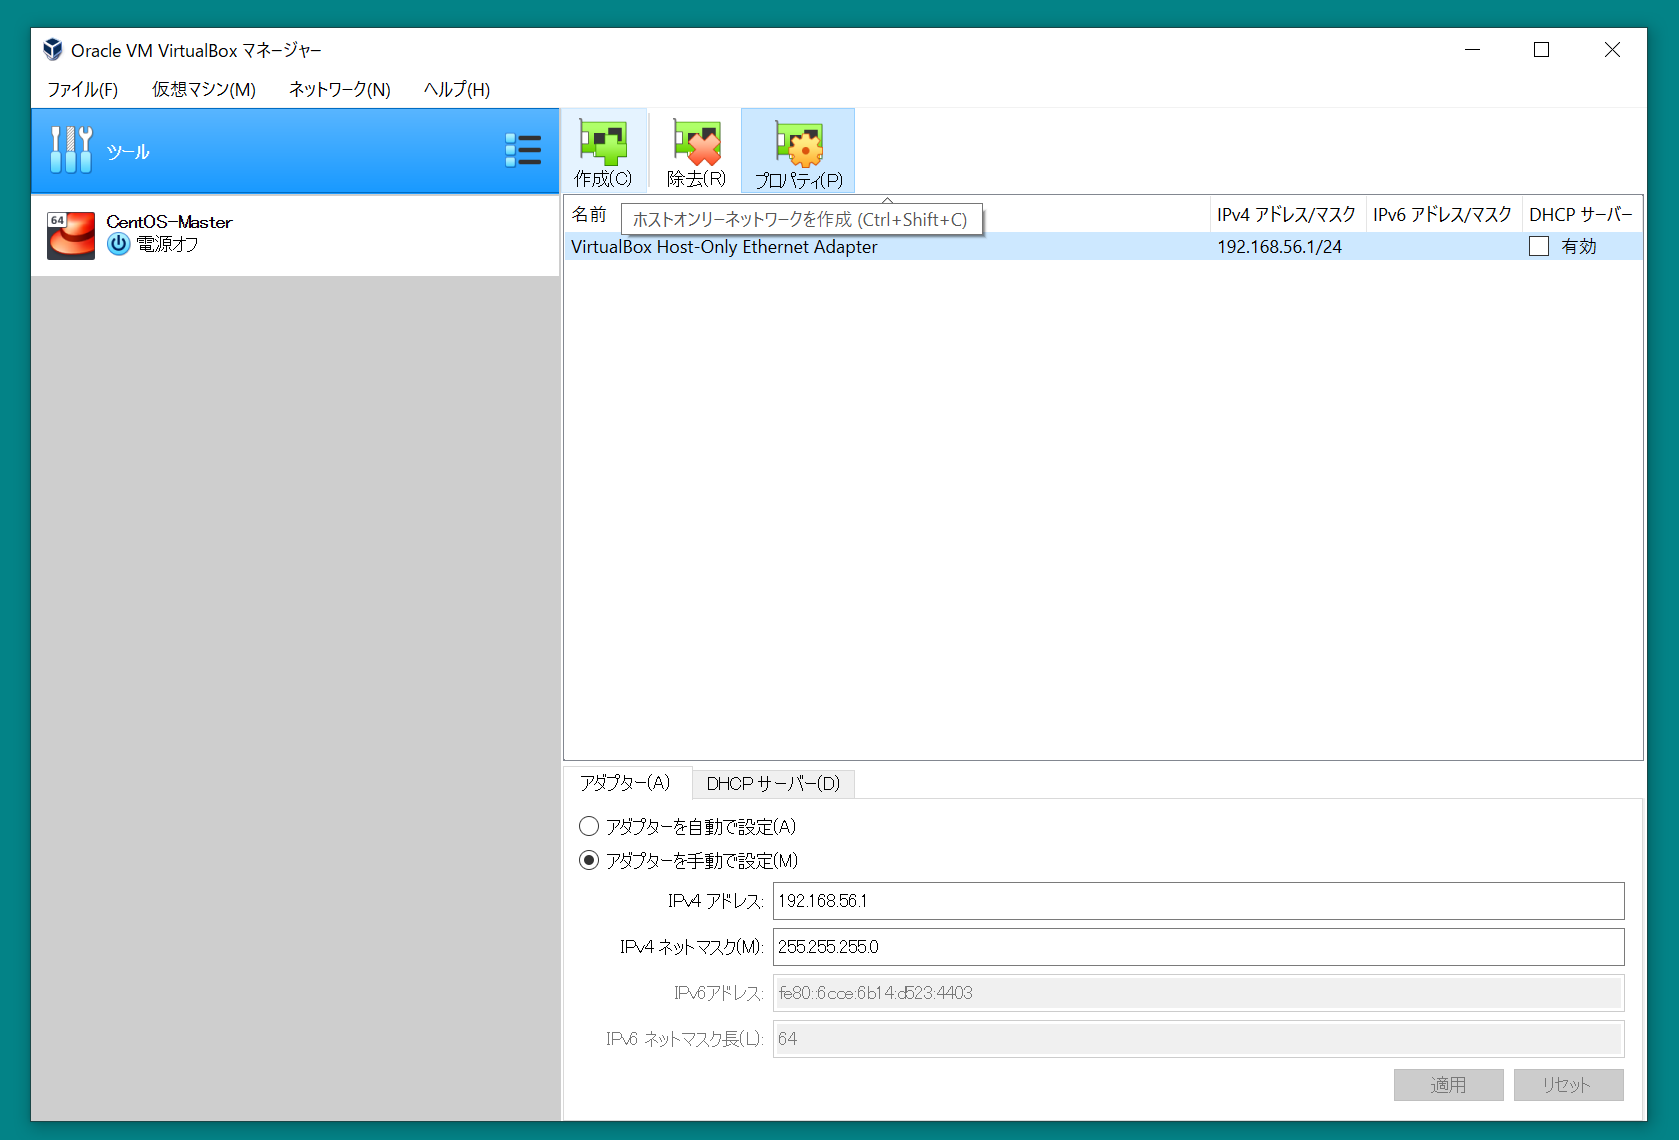 Oracle VM VirtualBox マネージャー
ファイル(F) 仮想マシン(M) ネットワーク(N) ヘルプ(H)
ツール
作成(C) 除去(R) プロパティ(P)
64
CentOS-Master
電源オフ
名前 IPv4 アドレス/マスク IPv6 アドレス/マスク DHCP サーバー
ホストオンリーネットワークを作成 (Ctrl+Shift+C)
VirtualBox Host-Only Ethernet Adapter 192.168.56.1/24 有効
アダプター(A) DHCP サーバー(D)
アダプターを自動で設定(A)
アダプターを手動で設定(M)
IPv4 アドレス: 192.168.56.1
IPv4 ネットマスク(M): 255.255.255.0
IPv6アドレス: fe80::6cce:6b14:d523:4403
IPv6 ネットマスク長(L): 64
適用 リセット